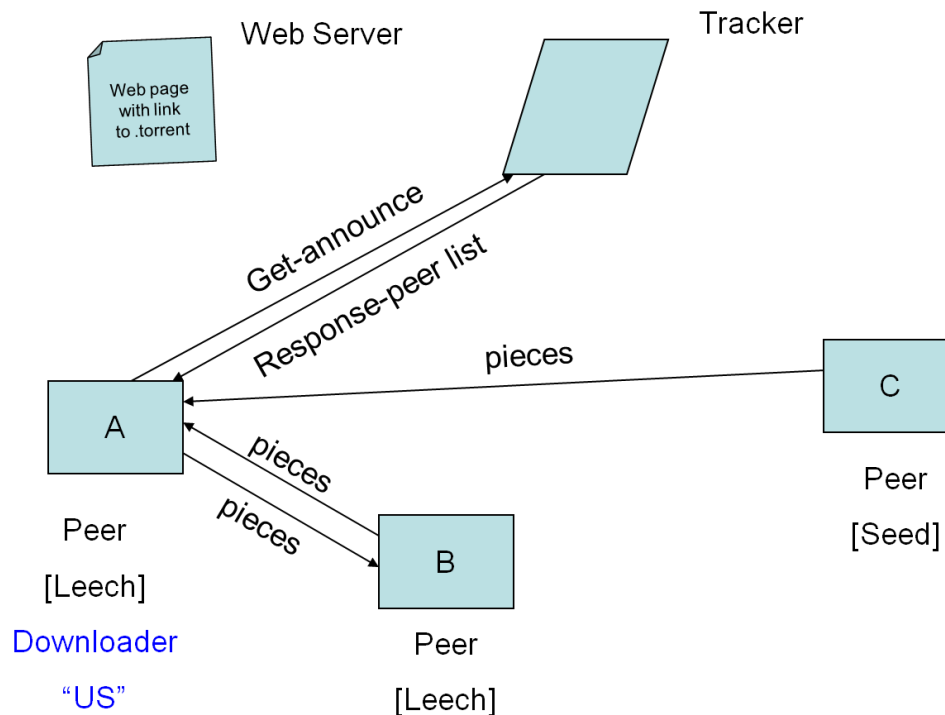 Web Server
Tracker
Web page
with link
to .torrent
Get-announce
Response-peer list
pieces
C
A
pieces
pieces
Peer
[Seed]
B
Peer
[Leech]
Downloader
“US”
Peer
[Leech]